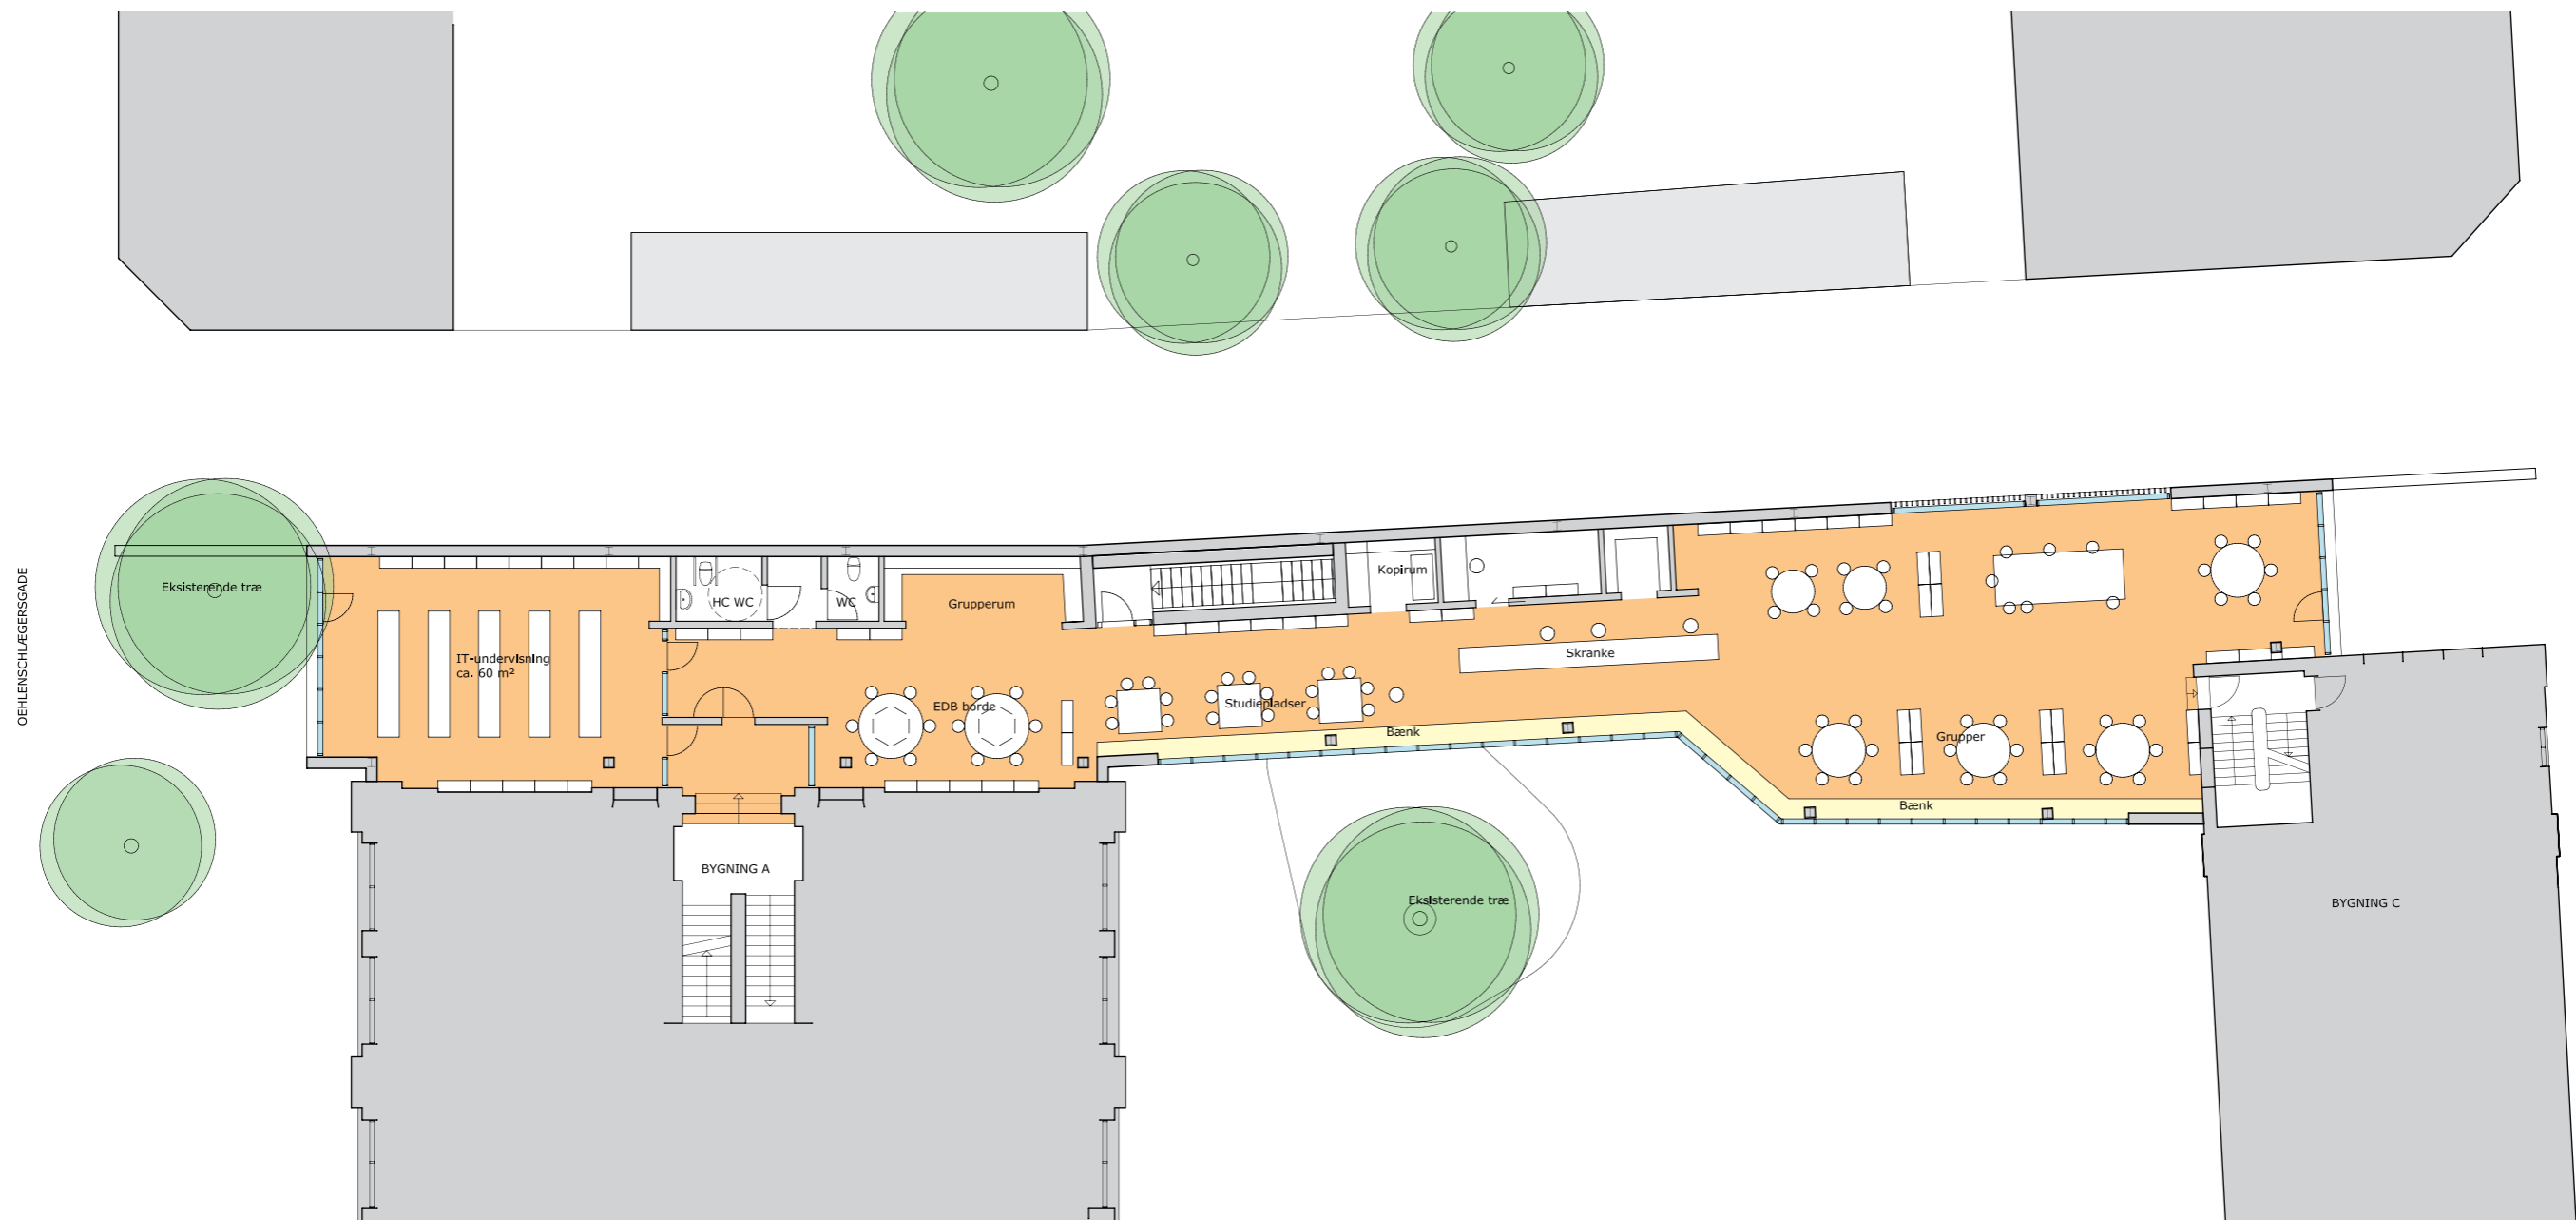 OEHLENSCHLÆGERSGADE
Eksisterende træ
IT-undervisning
ca. 60 m²
HC WC
WC
Grupperum
EDB borde
Kopirum
Studiepladser
Skranke
Bænk
Grupper
Bænk
BYGNING A
Eksisterende træ
BYGNING C